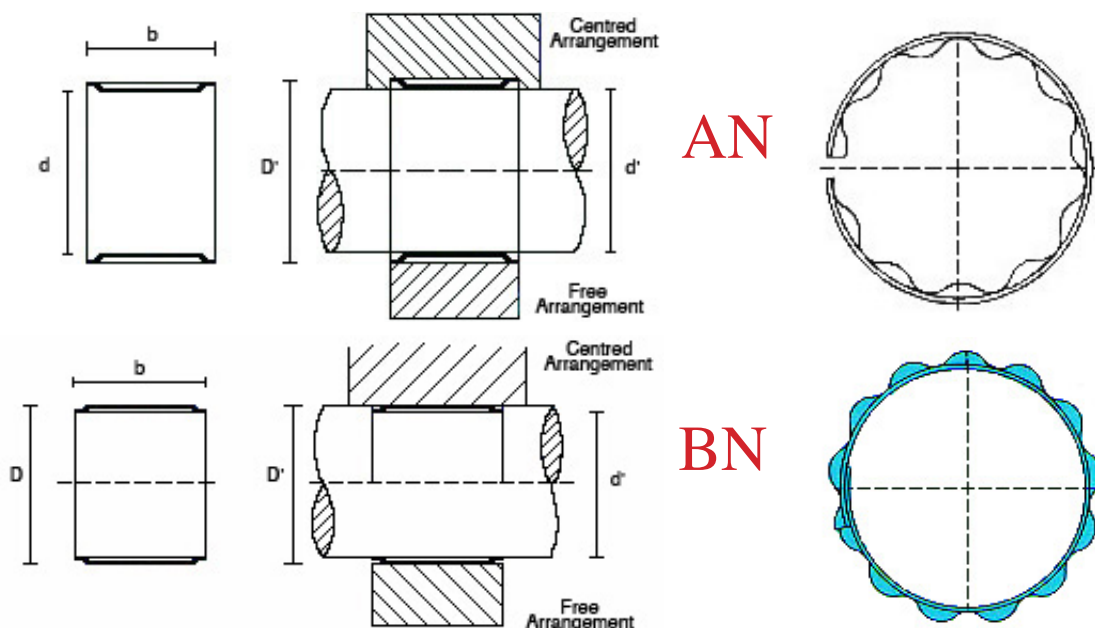 b
d
D'
d'
Centred
Arrangement
Free
Arrangement
AN
b
D
D'
d'
Centred
Arrangement
Free
Arrangement
BN